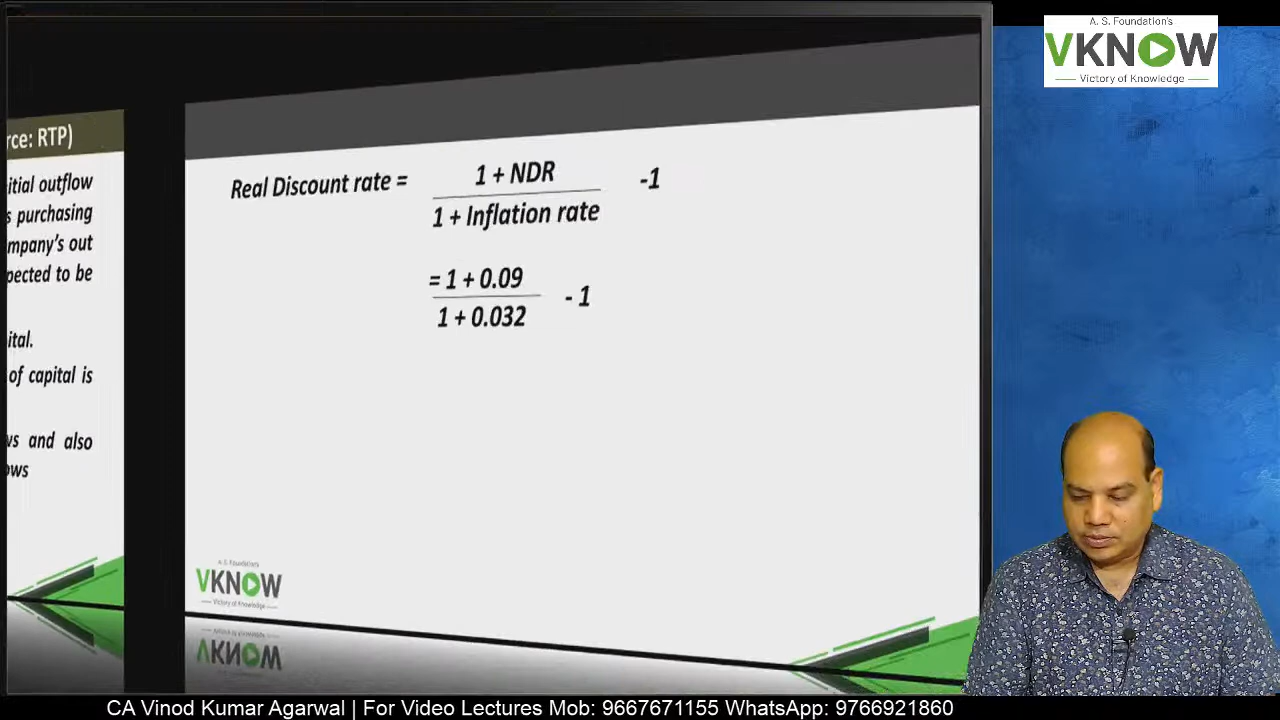 A. S. Foundation's
VKNOW
Victory of Knowledge
rce: RTP)
itial outflow
s purchasing
mpany's out
pected to be
ital.
of capital is
ws and also
ows
Real Discount rate = 1 + NDR -1
1 + Inflation rate
= 1 + 0.09 - 1
1 + 0.032
A. S. Foundation's
VKNOW
Victory of Knowledge
CA Vinod Kumar Agarwal | For Video Lectures Mob: 9667671155 WhatsApp: 9766921860